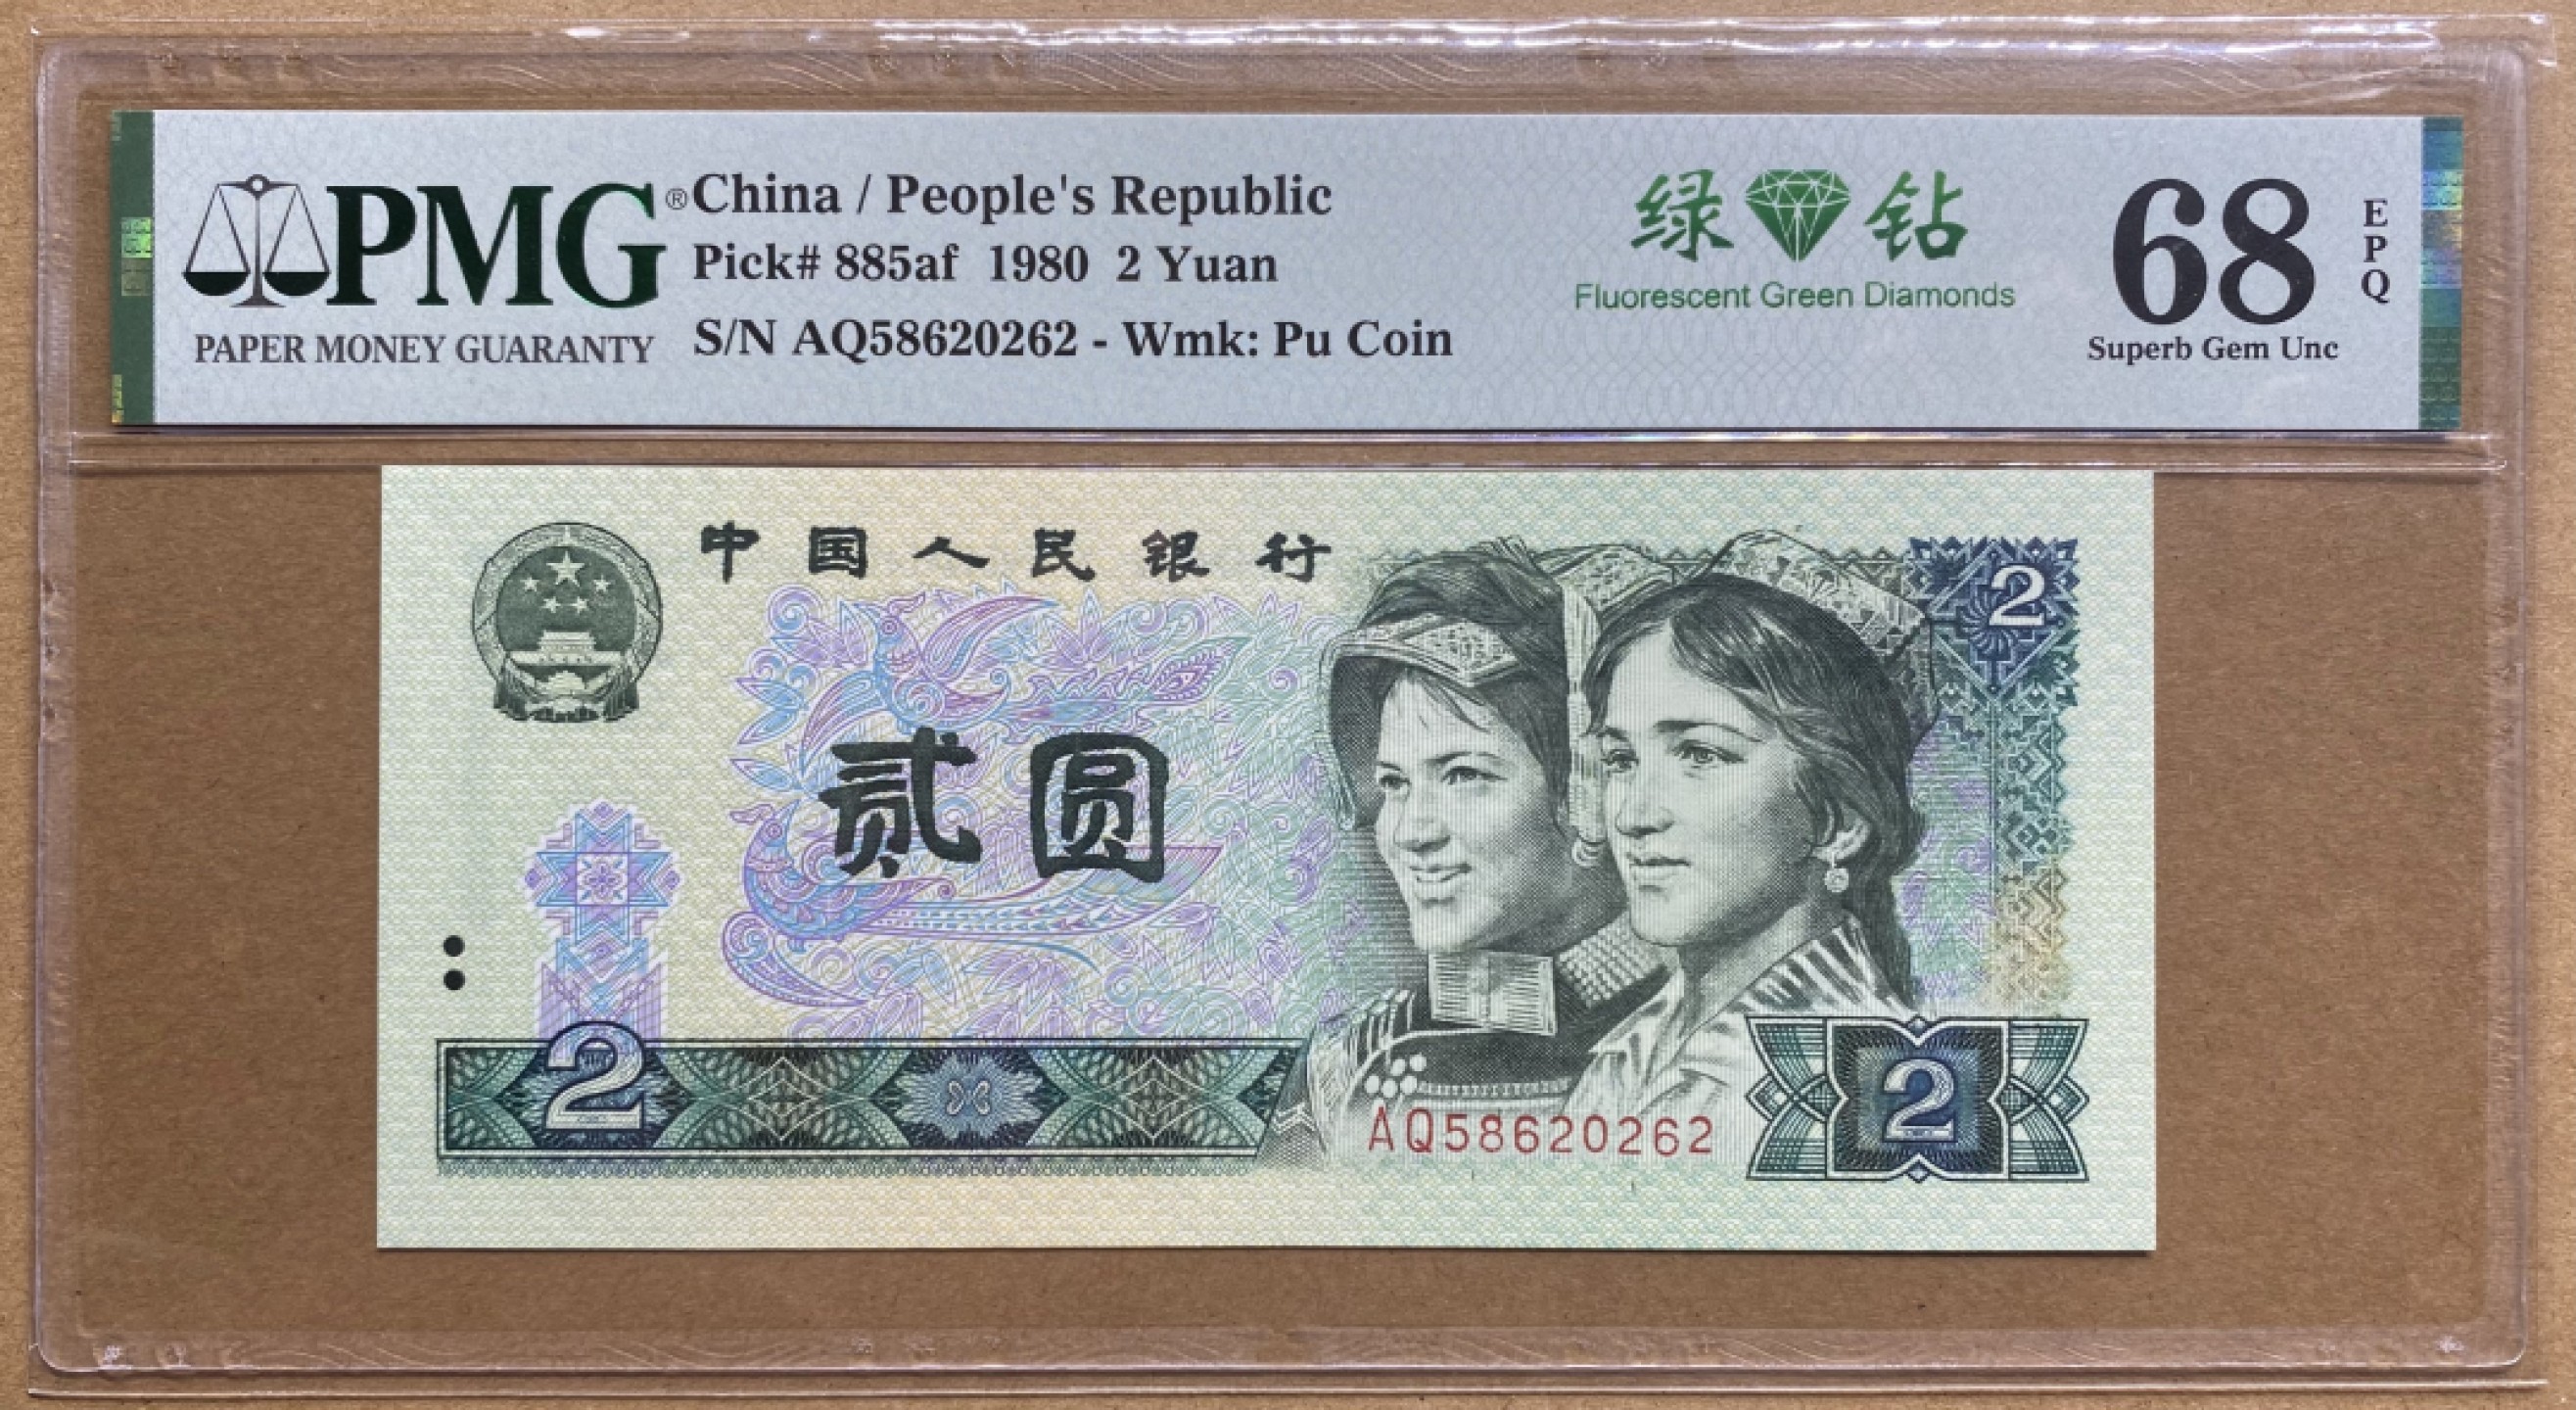 PMG®
PAPER MONEY GUARANTY
China / People's Republic
Pick# 885af 1980 2 Yuan
S/N AQ58620262 - Wmk: Pu Coin
绿 钻
Fluorescent Green Diamonds
68
EPQ
Superb Gem Unc
中国人民银行
2
贰圆
2
AQ58620262
2